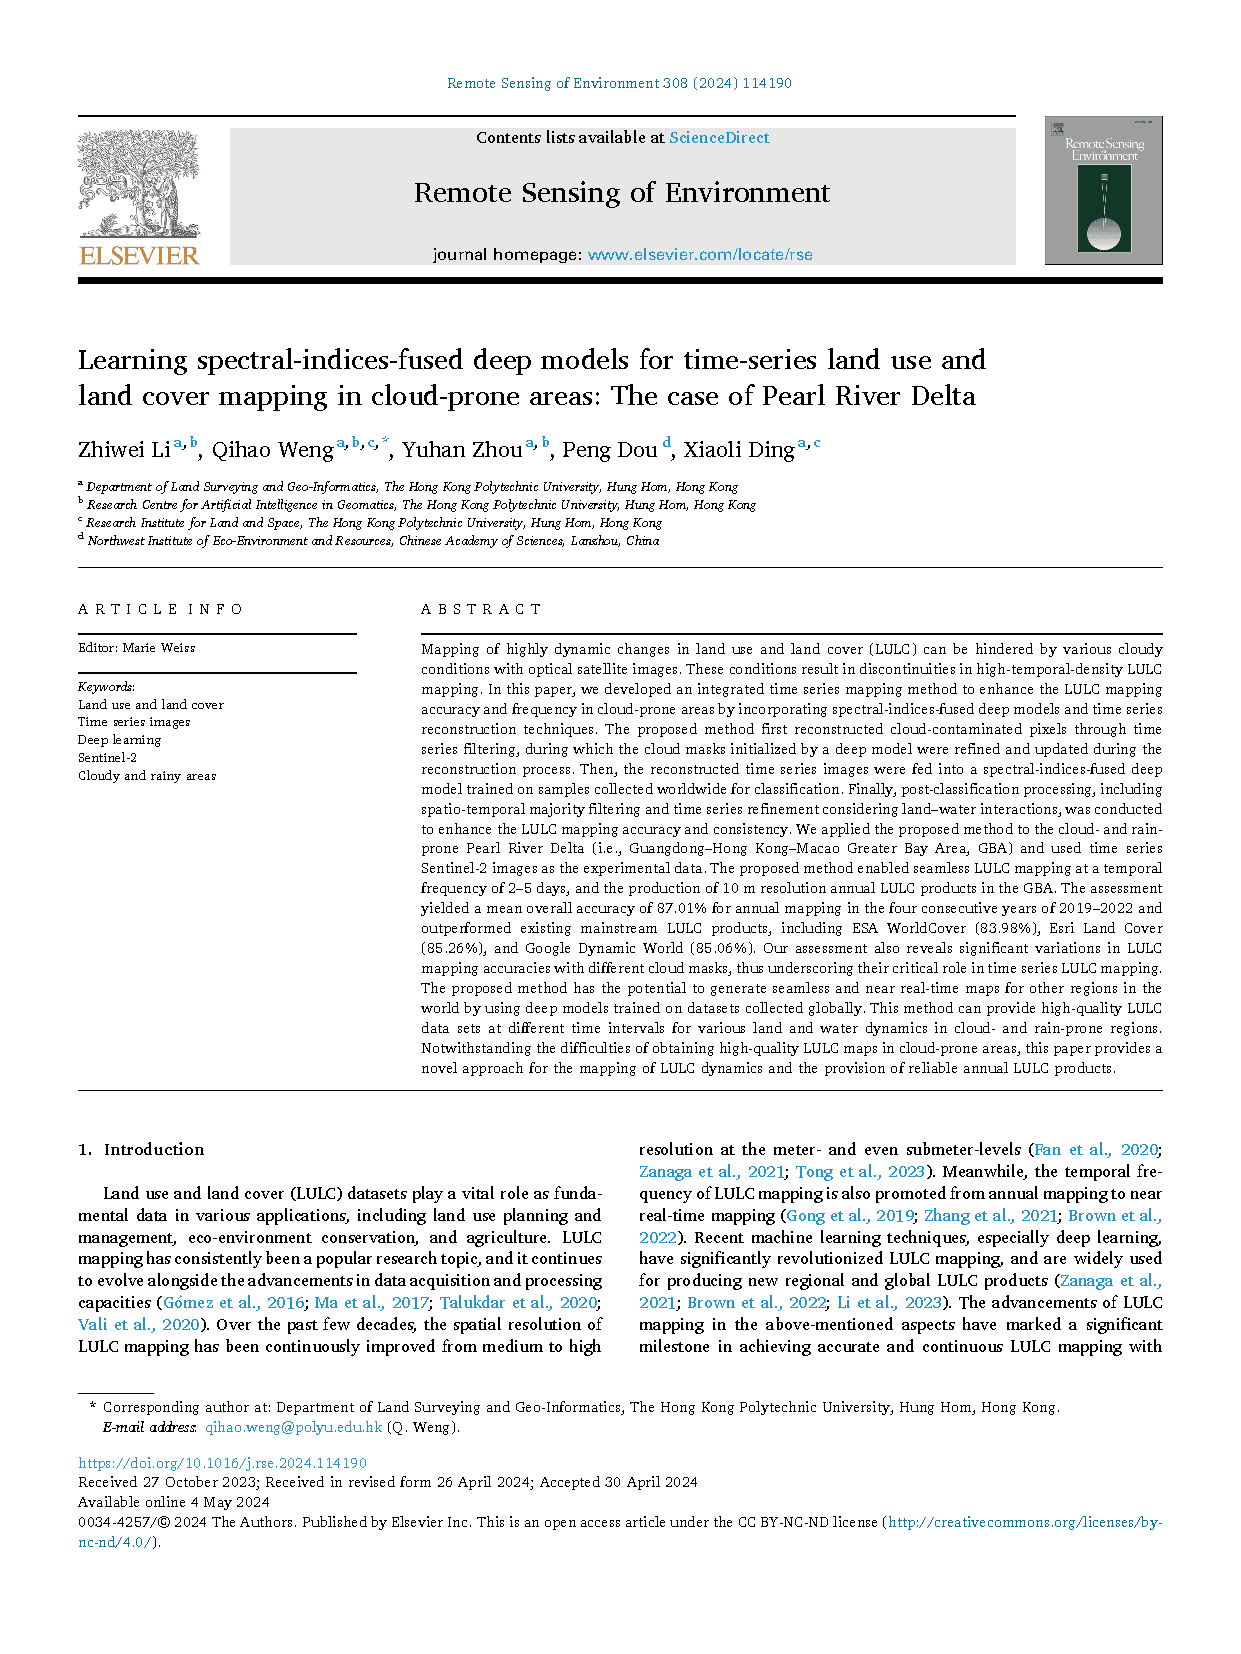 Remote Sensing of Environment 308 (2024) 114190
Contents lists available at ScienceDirect
Remote Sensing of Environment
journal homepage: www.elsevier.com/locate/rse
ELSEVIER
Remote Sensing
Environment
Learning spectral-indices-fused deep models for time-series land use and
land cover mapping in cloud-prone areas: The case of Pearl River Delta
Zhiwei Li a, b, Qihao Weng a, b, c, *, Yuhan Zhou a, b, Peng Dou d, Xiaoli Ding a, c
a Department of Land Surveying and Geo-Informatics, The Hong Kong Polytechnic University, Hung Hom, Hong Kong
b Research Centre for Artificial Intelligence in Geomatics, The Hong Kong Polytechnic University, Hung Hom, Hong Kong
c Research Institute for Land and Space, The Hong Kong Polytechnic University, Hung Hom, Hong Kong
d Northwest Institute of Eco-Environment and Resources, Chinese Academy of Sciences, Lanzhou, China
ARTICLE INFO
Editor: Marie Weiss
Keywords:
Land use and land cover
Time series images
Deep learning
Sentinel-2
Cloudy and rainy areas
ABSTRACT
Mapping of highly dynamic changes in land use and land cover (LULC) can be hindered by various cloudy
conditions with optical satellite images. These conditions result in discontinuities in high-temporal-density LULC
mapping. In this paper, we developed an integrated time series mapping method to enhance the LULC mapping
accuracy and frequency in cloud-prone areas by incorporating spectral-indices-fused deep models and time series
reconstruction techniques. The proposed method first reconstructed cloud-contaminated pixels through time
series filtering, during which the cloud masks initialized by a deep model were refined and updated during the
reconstruction process. Then, the reconstructed time series images were fed into a spectral-indices-fused deep
model trained on samples collected worldwide for classification. Finally, post-classification processing, including
spatio-temporal majority filtering and time series refinement considering land–water interactions, was conducted
to enhance the LULC mapping accuracy and consistency. We applied the proposed method to the cloud- and rain-
prone Pearl River Delta (i.e., Guangdong–Hong Kong–Macao Greater Bay Area, GBA) and used time series
Sentinel-2 images as the experimental data. The proposed method enabled seamless LULC mapping at a temporal
frequency of 2–5 days, and the production of 10 m resolution annual LULC products in the GBA. The assessment
yielded a mean overall accuracy of 87.01% for annual mapping in the four consecutive years of 2019–2022 and
outperformed existing mainstream LULC products, including ESA WorldCover (83.98%), Esri Land Cover
(85.26%), and Google Dynamic World (85.06%). Our assessment also reveals significant variations in LULC
mapping accuracies with different cloud masks, thus underscoring their critical role in time series LULC mapping.
The proposed method has the potential to generate seamless and near real-time maps for other regions in the
world by using deep models trained on datasets collected globally. This method can provide high-quality LULC
data sets at different time intervals for various land and water dynamics in cloud- and rain-prone regions.
Notwithstanding the difficulties of obtaining high-quality LULC maps in cloud-prone areas, this paper provides a
novel approach for the mapping of LULC dynamics and the provision of reliable annual LULC products.
1. Introduction
Land use and land cover (LULC) datasets play a vital role as funda-
mental data in various applications, including land use planning and
management, eco-environment conservation, and agriculture. LULC
mapping has consistently been a popular research topic, and it continues
to evolve alongside the advancements in data acquisition and processing
capacities (Gómez et al., 2016; Ma et al., 2017; Talukdar et al., 2020;
Vali et al., 2020). Over the past few decades, the spatial resolution of
LULC mapping has been continuously improved from medium to high
resolution at the meter- and even submeter-levels (Fan et al., 2020;
Zanaga et al., 2021; Tong et al., 2023). Meanwhile, the temporal fre-
quency of LULC mapping is also promoted from annual mapping to near
real-time mapping (Gong et al., 2019; Zhang et al., 2021; Brown et al.,
2022). Recent machine learning techniques, especially deep learning,
have significantly revolutionized LULC mapping, and are widely used
for producing new regional and global LULC products (Zanaga et al.,
2021; Brown et al., 2022; Li et al., 2023). The advancements of LULC
mapping in the above-mentioned aspects have marked a significant
milestone in achieving accurate and continuous LULC mapping with
* Corresponding author at: Department of Land Surveying and Geo-Informatics, The Hong Kong Polytechnic University, Hung Hom, Hong Kong.
E-mail address: qihao.weng@polyu.edu.hk (Q. Weng).
https://doi.org/10.1016/j.rse.2024.114190
Received 27 October 2023; Received in revised form 26 April 2024; Accepted 30 April 2024
Available online 4 May 2024
0034-4257/© 2024 The Authors. Published by Elsevier Inc. This is an open access article under the CC BY-NC-ND license (http://creativecommons.org/licenses/by-
nc-nd/4.0/).